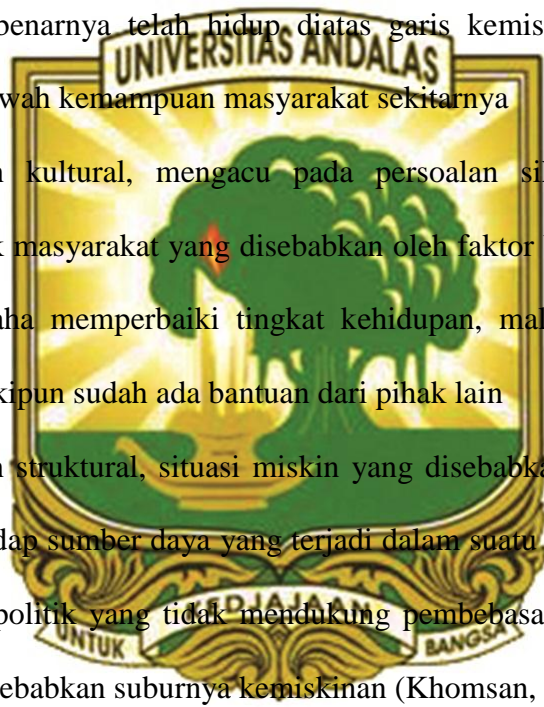 benarnya telah hidup diatas garis kemis
UNIVERSITAS ANDALAS
wah kemampuan masyarakat sekitarnya
kultural, mengacu pada persoalan si
masyarakat yang disebabkan oleh faktor
aha memperbaiki tingkat kehidupan, mal
kipun sudah ada bantuan dari pihak lain
struktural, situasi miskin yang disebabka
dap sumber daya yang terjadi dalam suatu
politik yang tidak mendukung pembebasa
UNTUK KEDJAJAAN BANGSA
ebabkan suburnya kemiskinan (Khomsan,